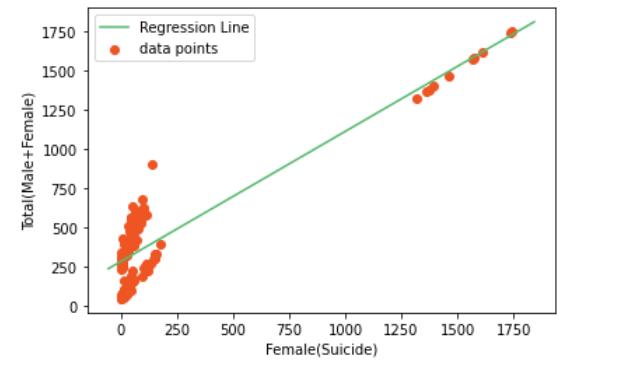 Regression Line
data points
1750
1500
1250
1000
750
500
250
0
Total(Male+Female)
0 250 500 750 1000 1250 1500 1750
Female(Suicide)